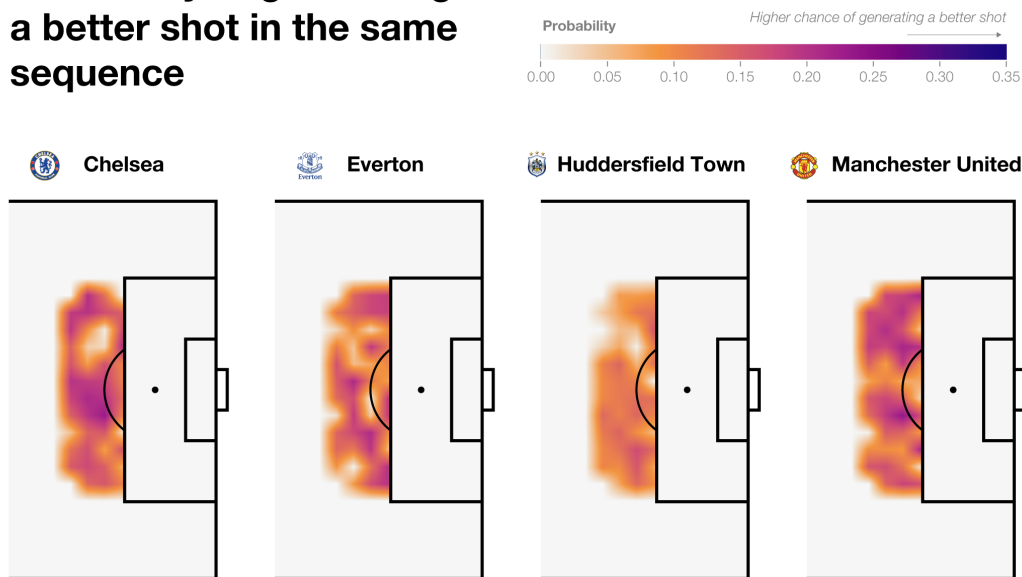 a better shot in the same
sequence
Probability
Higher chance of generating a better shot
0.00 0.05 0.10 0.15 0.20 0.25 0.30 0.35
Chelsea
Everton
Everton
Huddersfield Town
Manchester United